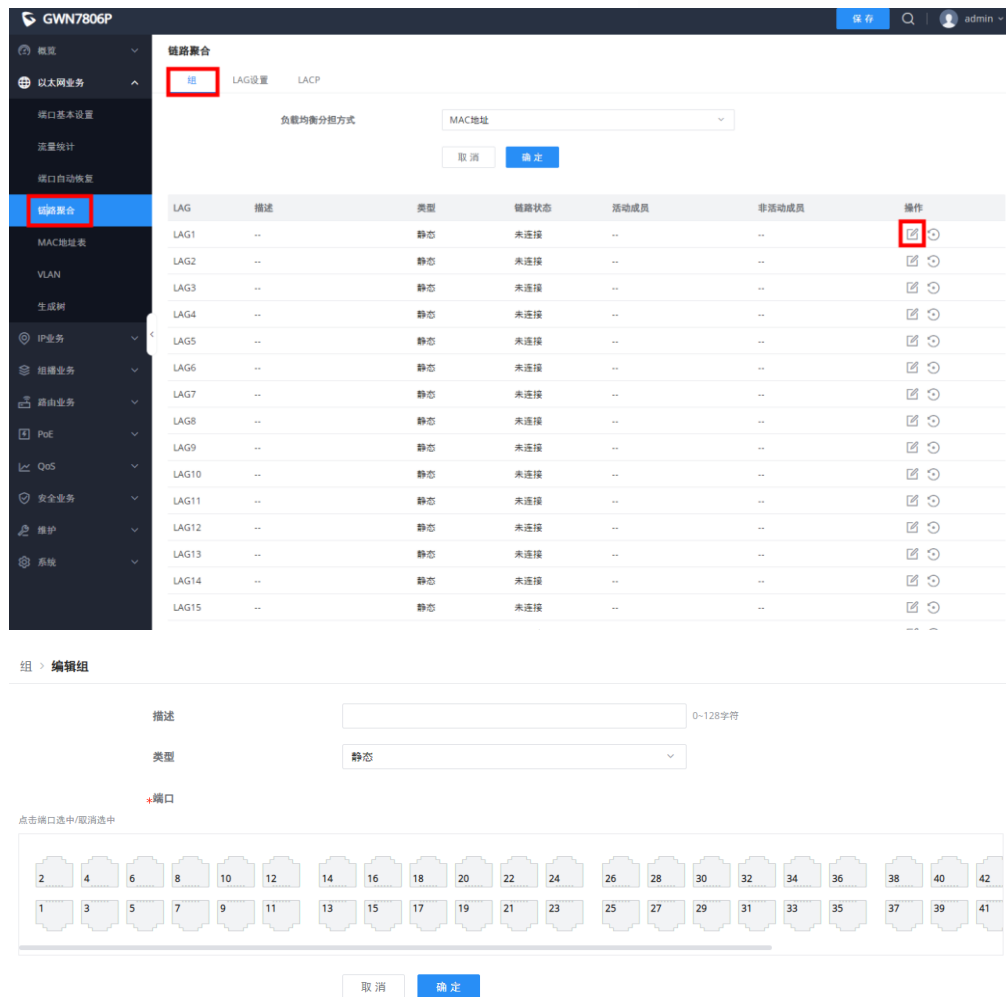 GWN7806P 保存 admin
概览
以太网业务
端口基本设置
流量统计
端口自动恢复
链路聚合
MAC地址表
VLAN
生成树
IP业务
组播业务
路由业务
PoE
QoS
安全业务
维护
系统
链路聚合
组 LAG设置 LACP
负载均衡分担方式 MAC地址
取消 确定
LAG 描述 类型 链路状态 活动成员 非活动成员 操作
LAG1 -- 静态 未连接 -- --
LAG2 -- 静态 未连接 -- --
LAG3 -- 静态 未连接 -- --
LAG4 -- 静态 未连接 -- --
LAG5 -- 静态 未连接 -- --
LAG6 -- 静态 未连接 -- --
LAG7 -- 静态 未连接 -- --
LAG8 -- 静态 未连接 -- --
LAG9 -- 静态 未连接 -- --
LAG10 -- 静态 未连接 -- --
LAG11 -- 静态 未连接 -- --
LAG12 -- 静态 未连接 -- --
LAG13 -- 静态 未连接 -- --
LAG14 -- 静态 未连接 -- --
LAG15 -- 静态 未连接 -- --
组 > 编辑组
描述 0~128字符
类型 静态
*端口
点击端口选中/取消选中
2 4 6 8 10 12 14 16 18 20 22 24 26 28 30 32 34 36 38 40 42
1 3 5 7 9 11 13 15 17 19 21 23 25 27 29 31 33 35 37 39 41
取消 确定